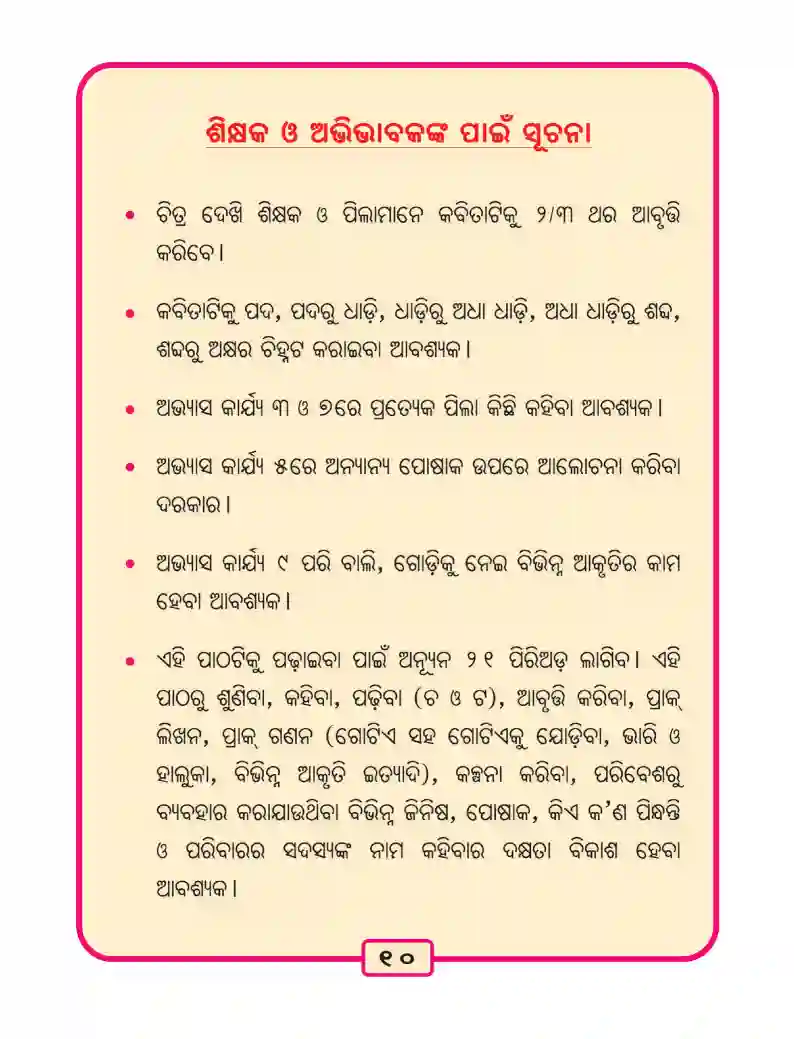 ଶିକ୍ଷକ ଓ ଅଭିଭାବକଙ୍କ ପାଇଁ ସୂଚନା
• ଚିତ୍ର ଦେଖି ଶିକ୍ଷକ ଓ ପିଲାମାନେ କବିତାଟିକୁ ୨/୩ ଥର ଆବୃତ୍ତି
କରିବେ।
• କବିତାଟିକୁ ପଦ, ପଦରୁ ଧାଡ଼ି, ଧାଡ଼ିରୁ ଅଧା ଧାଡ଼ି, ଅଧା ଧାଡ଼ିରୁ ଶବ୍ଦ,
ଶବ୍ଦରୁ ଅକ୍ଷର ଚିହ୍ନଟ କରାଇବା ଆବଶ୍ୟକ।
• ଅଭ୍ୟାସ କାର୍ଯ୍ୟ ୩ ଓ ୭ରେ ପ୍ରତ୍ୟେକ ପିଲା କିଛି କହିବା ଆବଶ୍ୟକ।
• ଅଭ୍ୟାସ କାର୍ଯ୍ୟ ୫ରେ ଅନ୍ୟାନ୍ୟ ପୋଷାକ ଉପରେ ଆଲୋଚନା କରିବା
ଦରକାର।
• ଅଭ୍ୟାସ କାର୍ଯ୍ୟ ୯ ପରି ବାଲି, ଗୋଡ଼ିକୁ ନେଇ ବିଭିନ୍ନ ଆକୃତିର କାମ
ହେବା ଆବଶ୍ୟକ।
• ଏହି ପାଠଟିକୁ ପଢ଼ାଇବା ପାଇଁ ଅନ୍ୟୂନ ୨୧ ପିରିଅଡ଼ ଲାଗିବ। ଏହି
ପାଠରୁ ଶୁଣିବା, କହିବା, ପଢ଼ିବା (ଚ ଓ ଟ), ଆବୃତ୍ତି କରିବା, ପ୍ରାକ୍
ଲିଖନ, ପ୍ରାକ୍ ଗଣନ (ଗୋଟିଏ ସହ ଗୋଟିଏକୁ ଯୋଡ଼ିବା, ଭାରି ଓ
ହାଲୁକା, ବିଭିନ୍ନ ଆକୃତି ଇତ୍ୟାଦି), କଳ୍ପନା କରିବା, ପରିବେଶରୁ
ବ୍ୟବହାର କରାଯାଉଥିବା ବିଭିନ୍ନ ଜିନିଷ, ପୋଷାକ, କିଏ କ'ଣ ପିନ୍ଧନ୍ତି
ଓ ପରିବାରର ସଦସ୍ୟଙ୍କ ନାମ କହିବାର ଦକ୍ଷତା ବିକାଶ ହେବା
ଆବଶ୍ୟକ।
୧୦